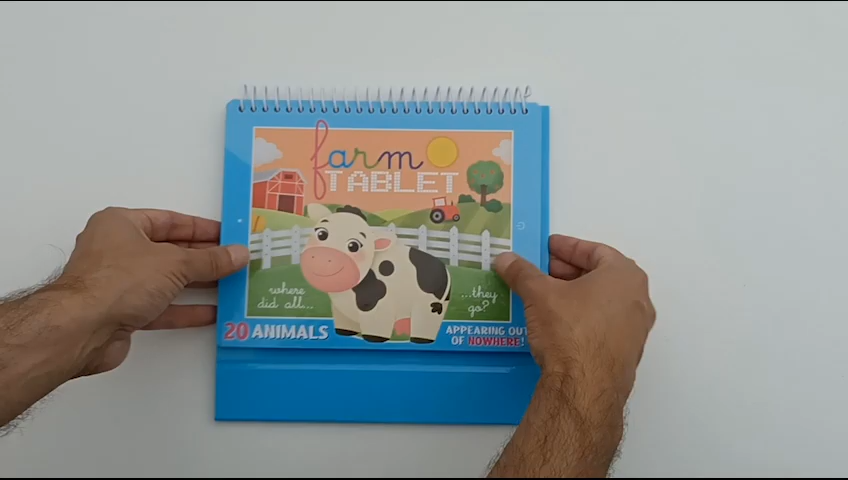 farm
TABLET
where
did all...
...they
go?
20 ANIMALS
APPEARING OUT
OF NOWHERE!